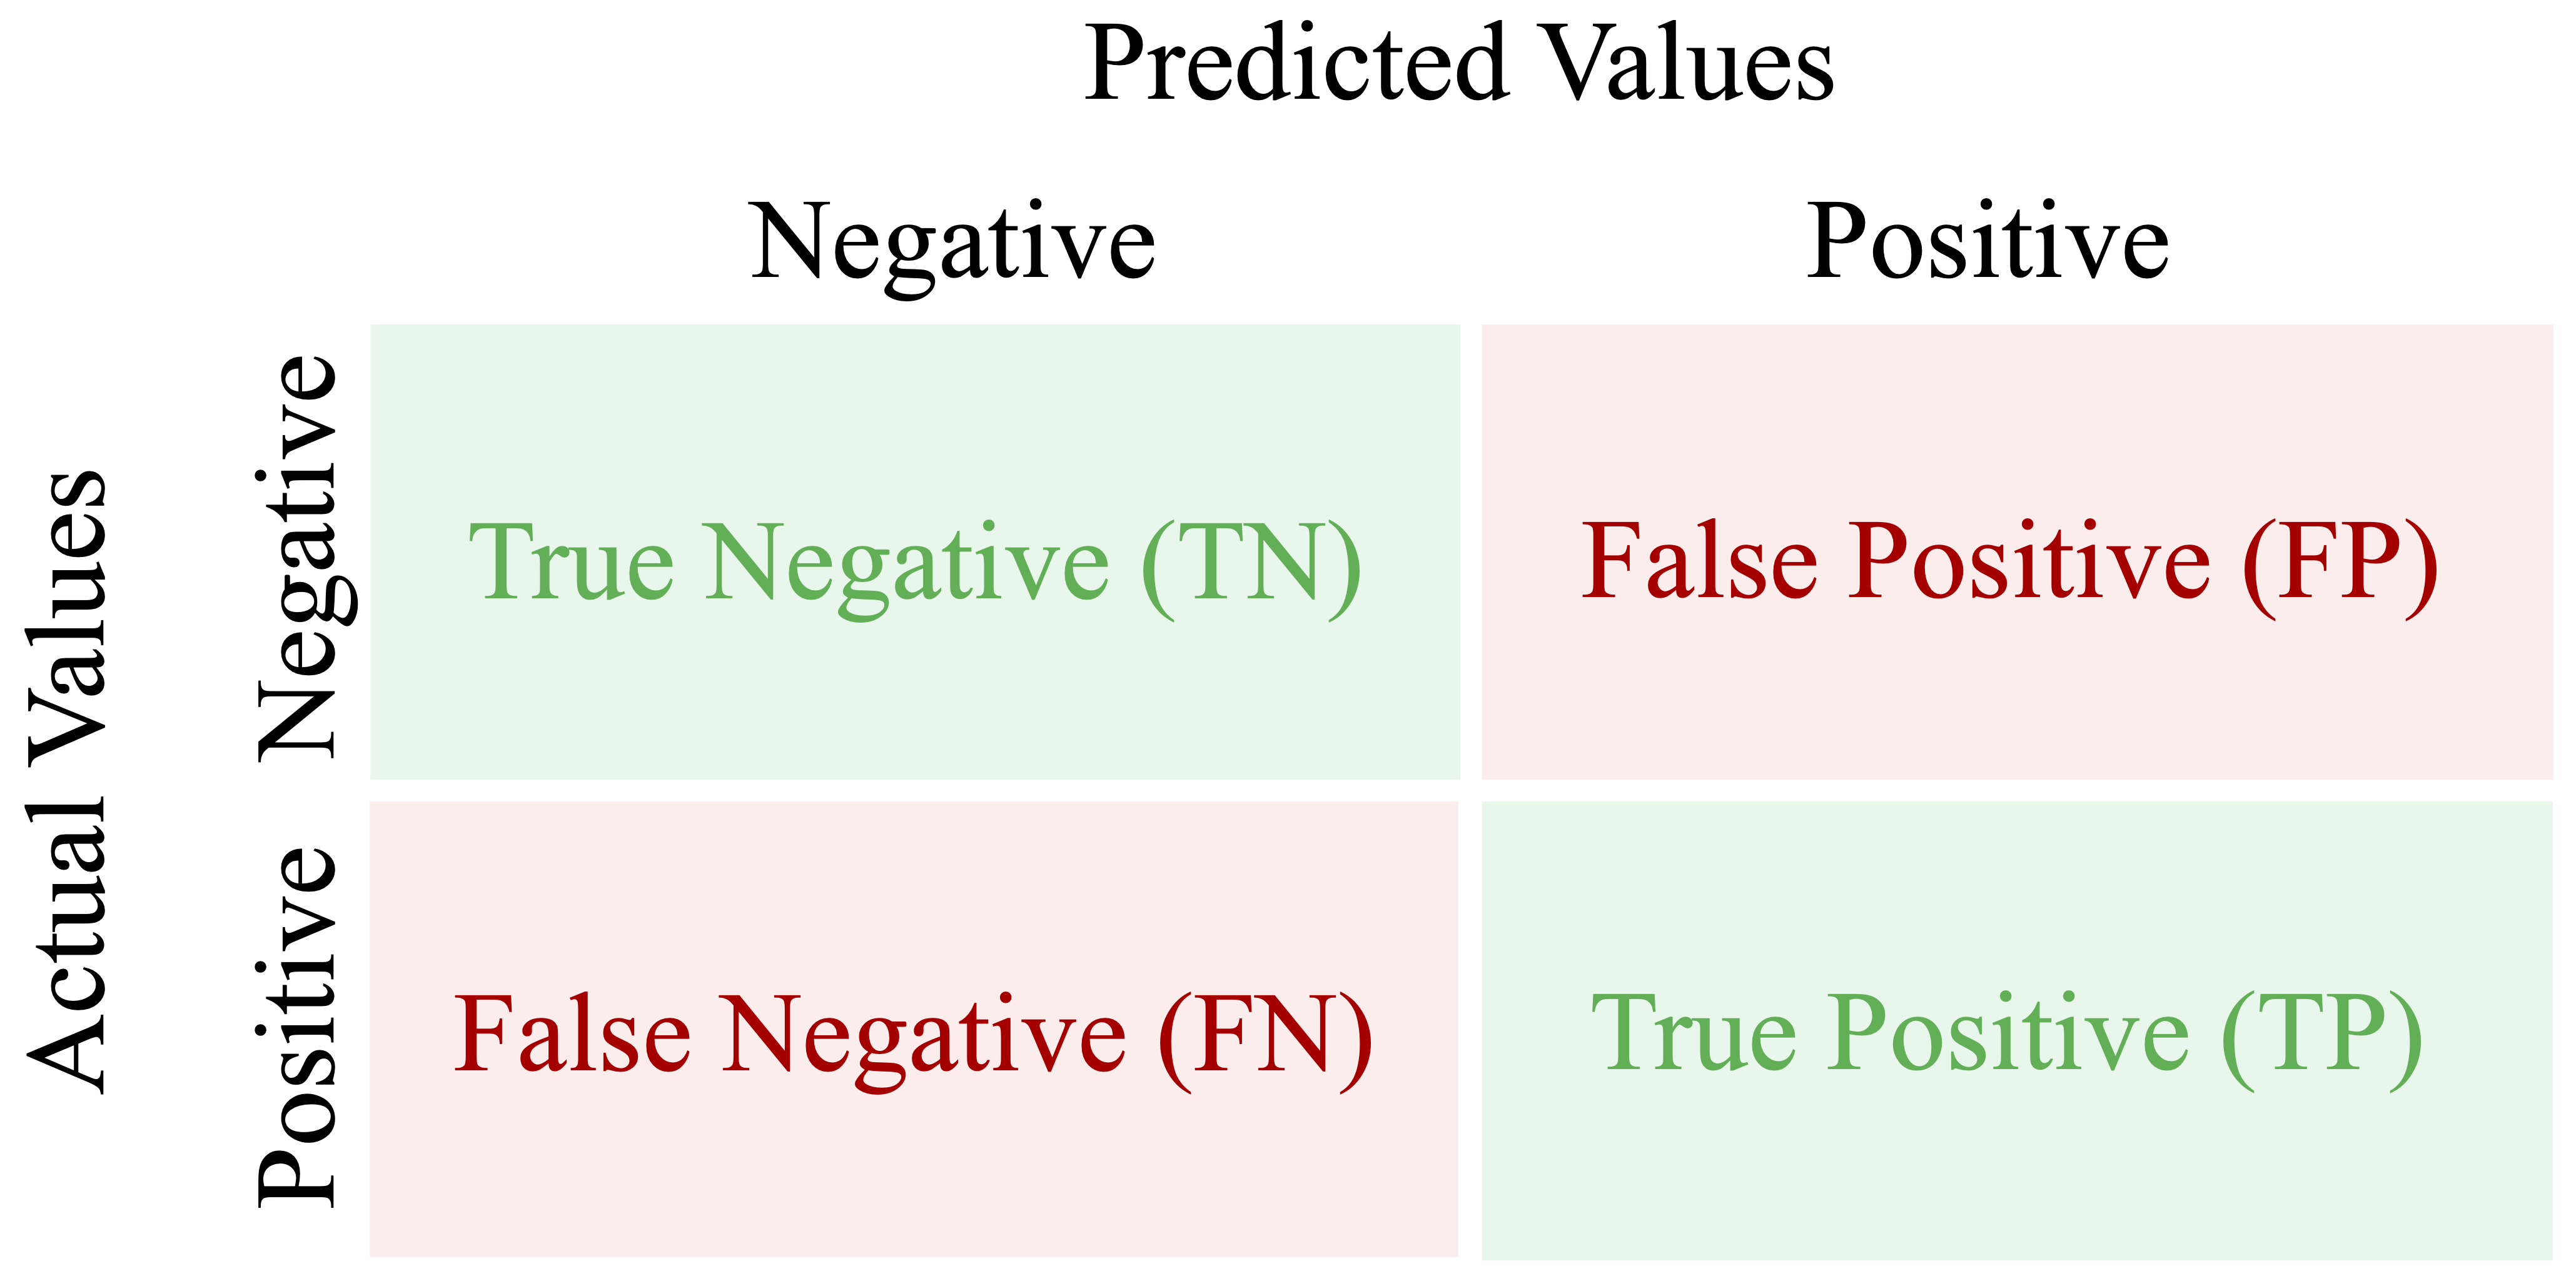 Predicted Values
Negative
Positive
Actual Values
Negative
True Negative (TN)
False Positive (FP)
Positive
False Negative (FN)
True Positive (TP)